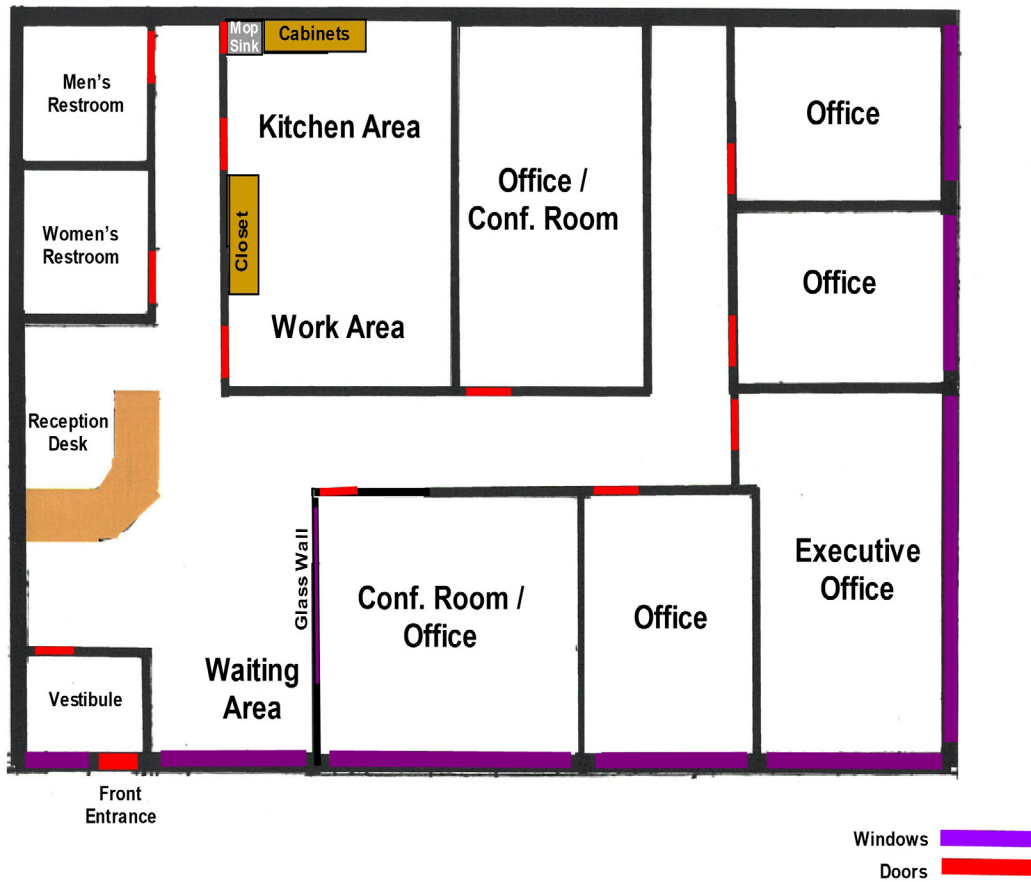 Mop
Sink
Cabinets
Men's
Restroom
Kitchen Area
Office
Office /
Conf. Room
Women's
Restroom
Closet
Office
Work Area
Reception
Desk
Glass Wall
Executive
Office
Conf. Room /
Office
Office
Waiting
Area
Vestibule
Front
Entrance
Windows
Doors